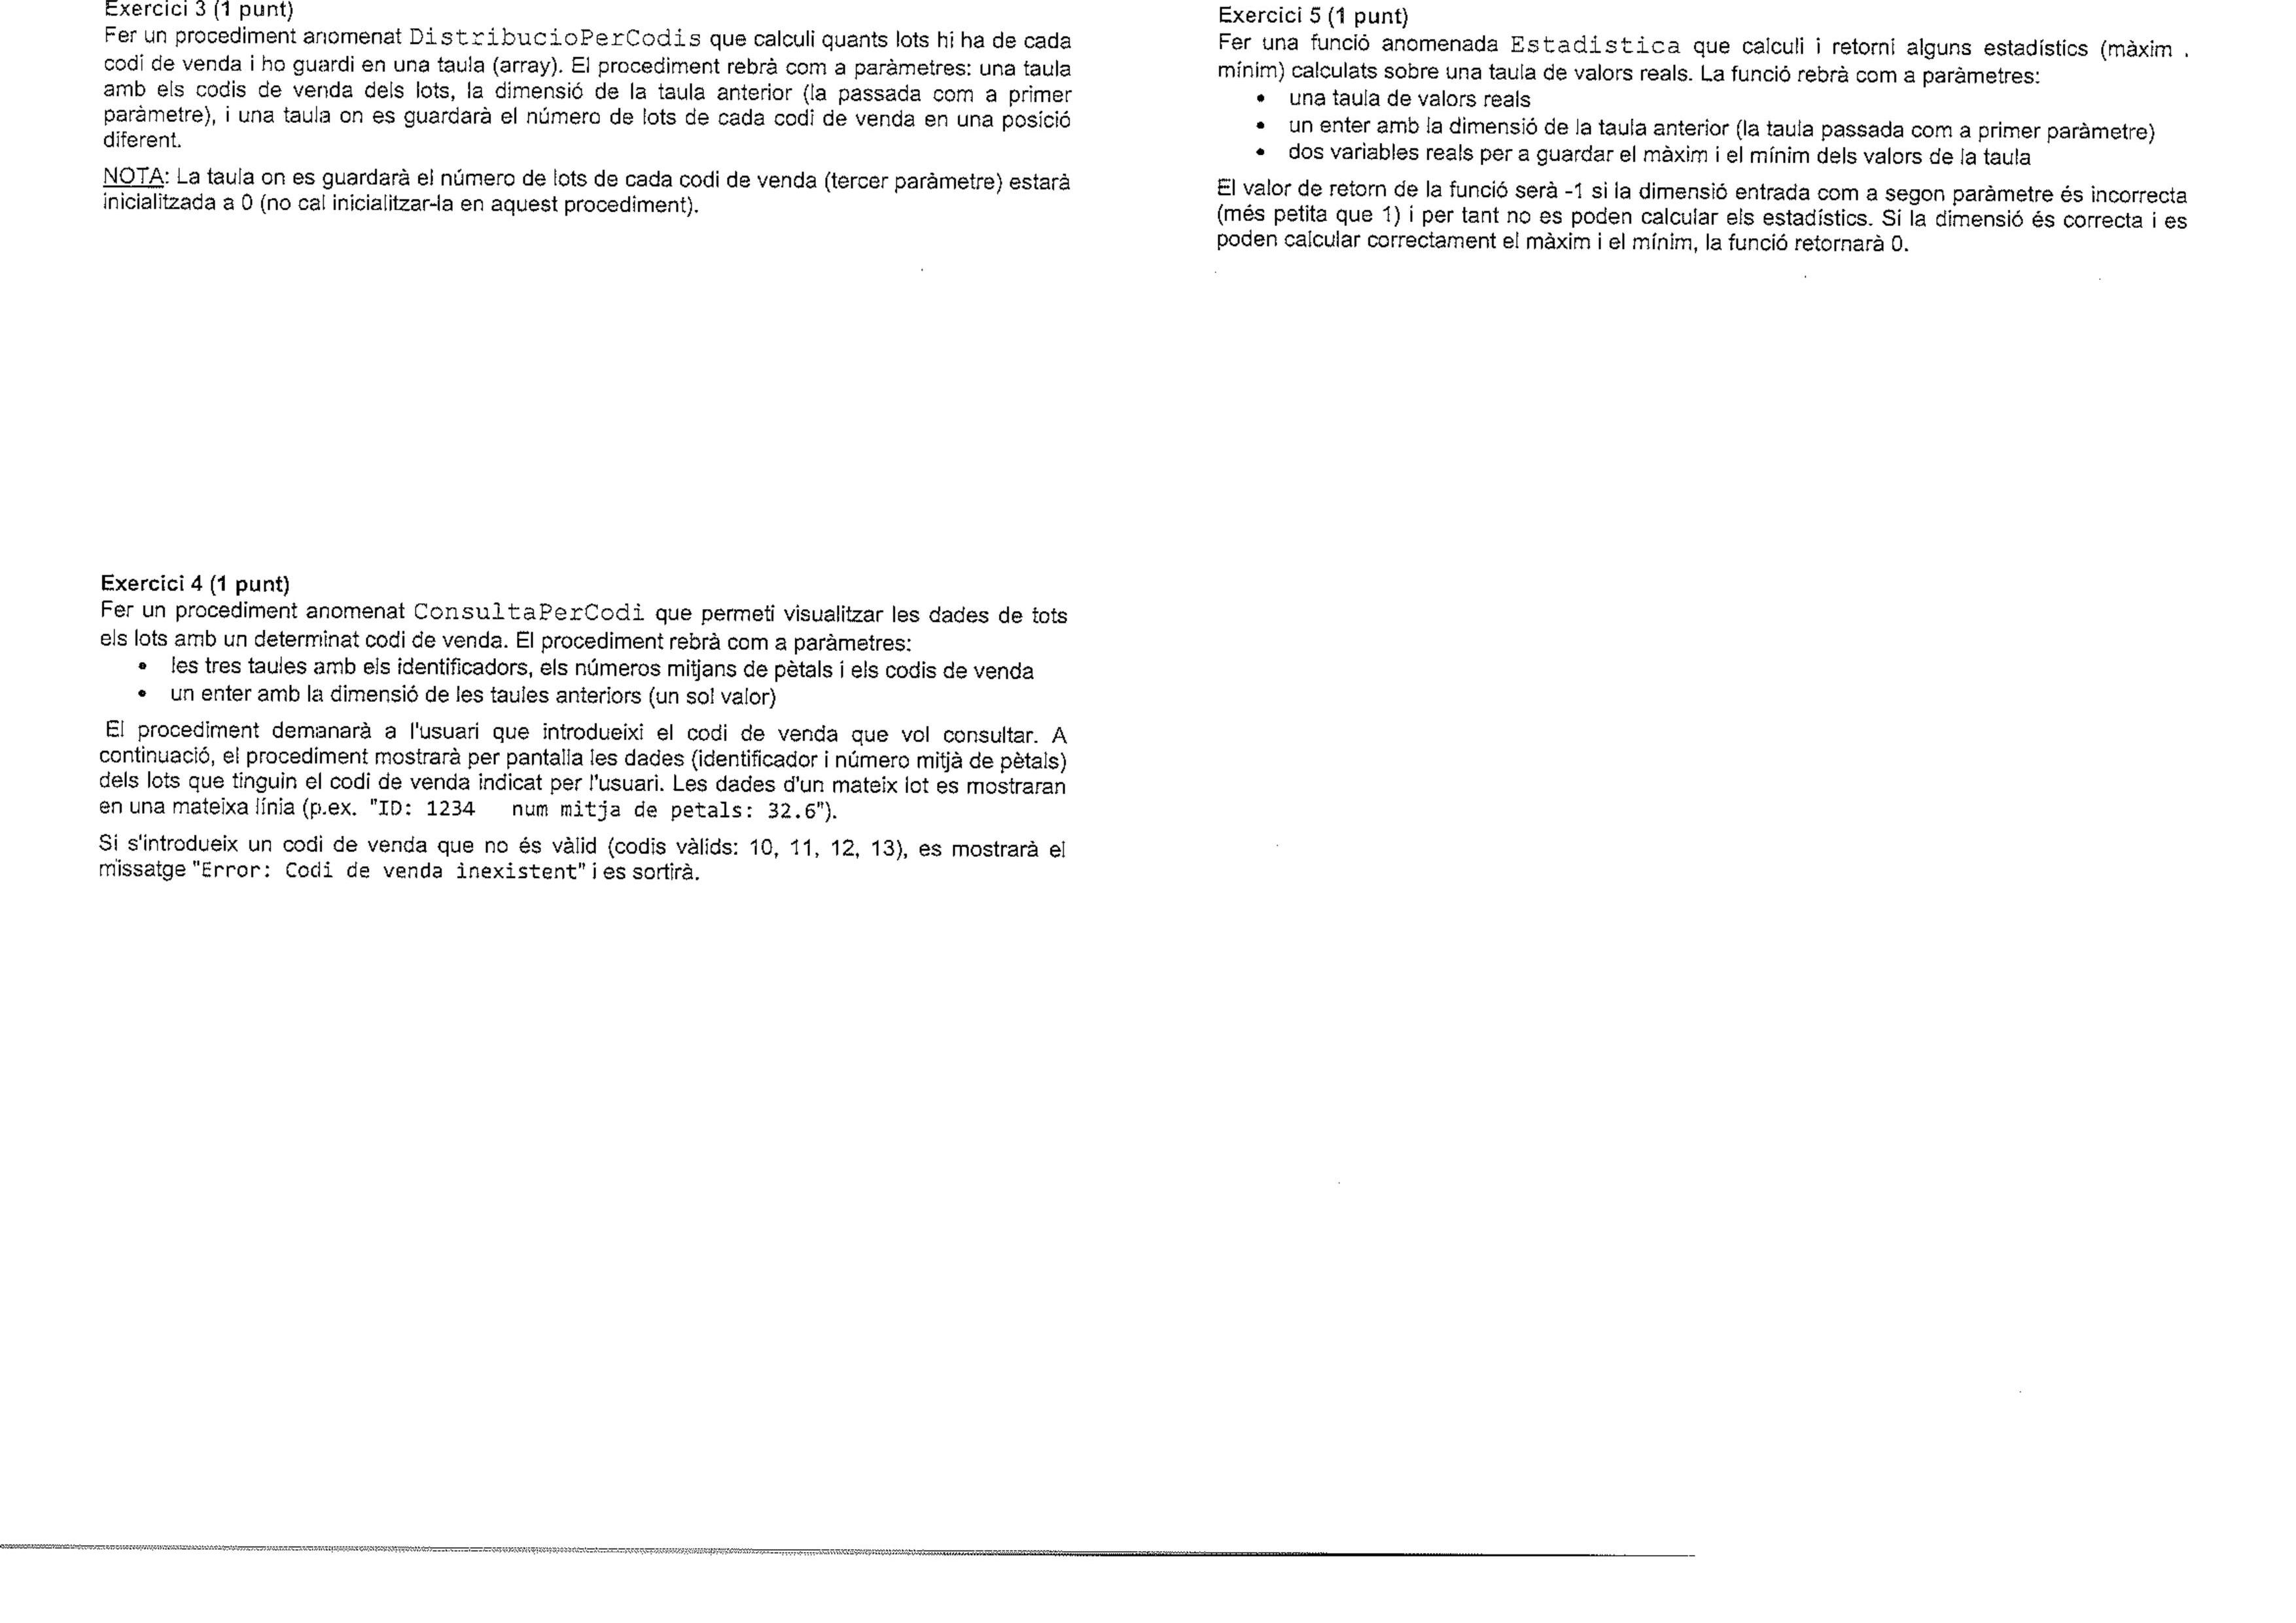 Exercici 3 (1 punt)
Fer un procediment anomenat DistribucioPerCodis que calculi quants lots hi ha de cada
codi de venda i ho guardi en una taula (array). El procediment rebrà com a paràmetres: una taula
amb els codis de venda dels lots, la dimensió de la taula anterior (la passada com a primer
paràmetre), i una taula on es guardarà el número de lots de cada codi de venda en una posició
diferent.
NOTA: La taula on es guardarà el número de lots de cada codi de venda (tercer paràmetre) estarà
inicialitzada a 0 (no cal inicialitzar-la en aquest procediment).
Exercici 4 (1 punt)
Fer un procediment anomenat ConsultaPerCodi que permeti visualitzar les dades de tots
els lots amb un determinat codi de venda. El procediment rebrà com a paràmetres:
• les tres taules amb els identificadors, els números mitjans de pètals i els codis de venda
• un enter amb la dimensió de les taules anteriors (un sol valor)
El procediment demanarà a l'usuari que introdueixi el codi de venda que vol consultar. A
continuació, el procediment mostrarà per pantalla les dades (identificador i número mitjà de pètals)
dels lots que tinguin el codi de venda indicat per l'usuari. Les dades d'un mateix lot es mostraran
en una mateixa línia (p.ex. "ID: 1234   num mitja de petals: 32.6").
Si s'introdueix un codi de venda que no és vàlid (codis vàlids: 10, 11, 12, 13), es mostrarà el
missatge "Error: Codi de venda inexistent" i es sortirà.
Exercici 5 (1 punt)
Fer una funció anomenada Estadistica que calculi i retorni alguns estadístics (màxim .
mínim) calculats sobre una taula de valors reals. La funció rebrà com a paràmetres:
• una taula de valors reals
• un enter amb la dimensió de la taula anterior (la taula passada com a primer paràmetre)
• dos variables reals per a guardar el màxim i el mínim dels valors de la taula
El valor de retorn de la funció serà -1 si la dimensió entrada com a segon paràmetre és incorrecta
(més petita que 1) i per tant no es poden calcular els estadístics. Si la dimensió és correcta i es
poden calcular correctament el màxim i el mínim, la funció retornarà 0.